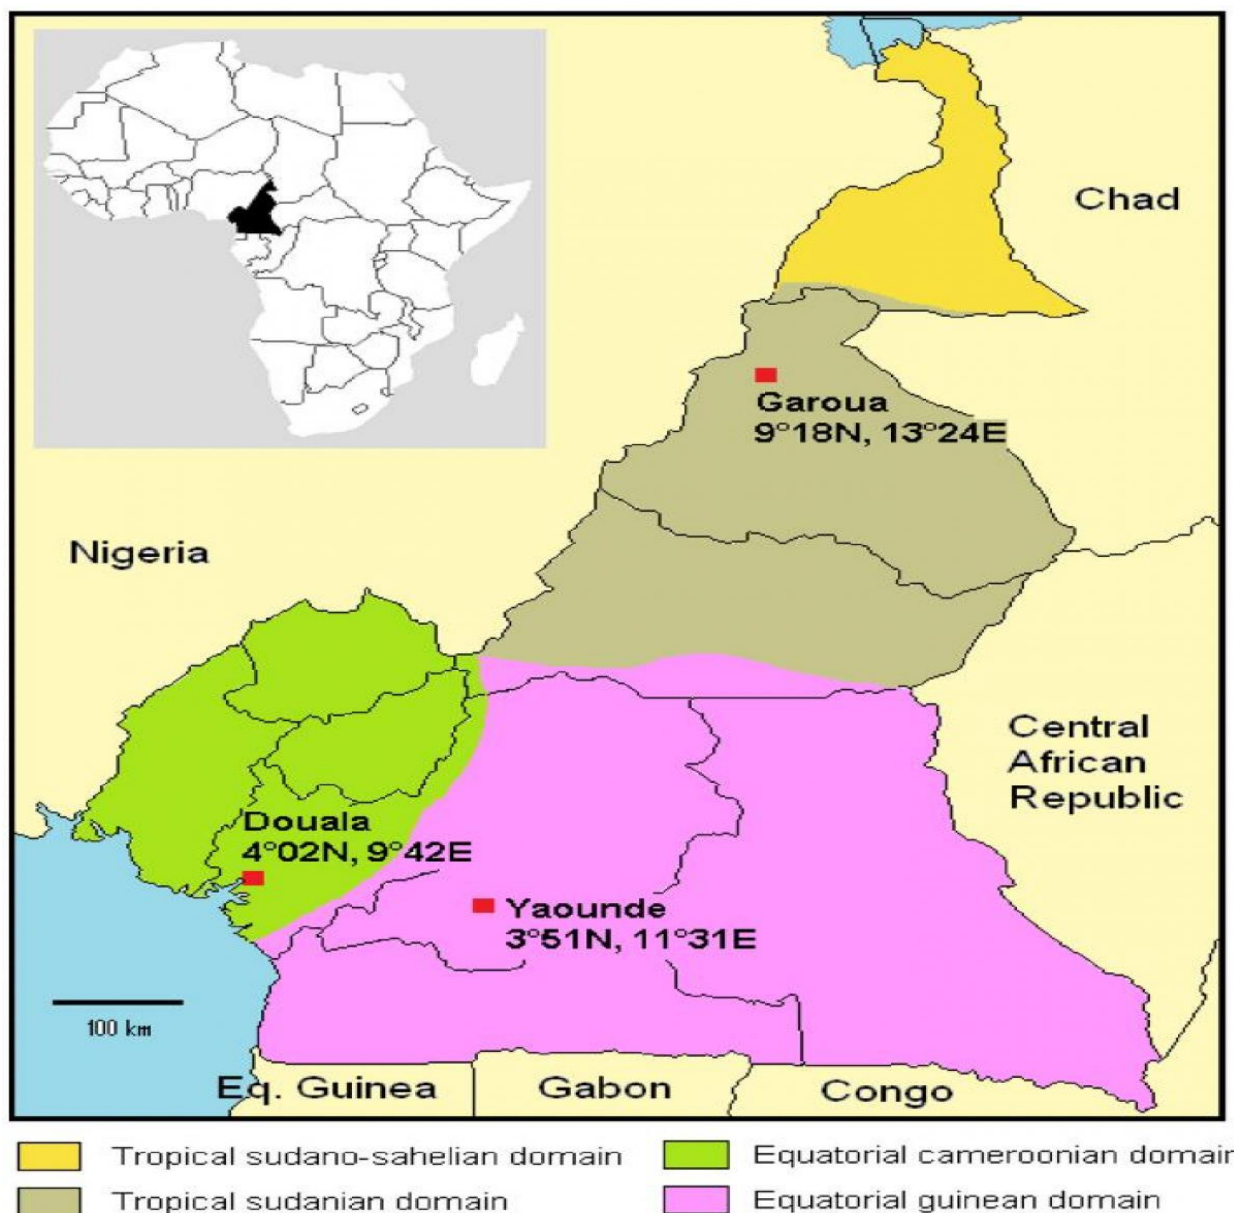 Chad
Garoua
9°18N, 13°24E
Nigeria
Central
African
Republic
Douala
4°02N, 9°42E
Yaounde
3°51N, 11°31E
100 km
Eq. Guinea
Gabon
Congo
Tropical sudano-sahelian domain
Equatorial cameroonian domain
Tropical sudanian domain
Equatorial guinean domain